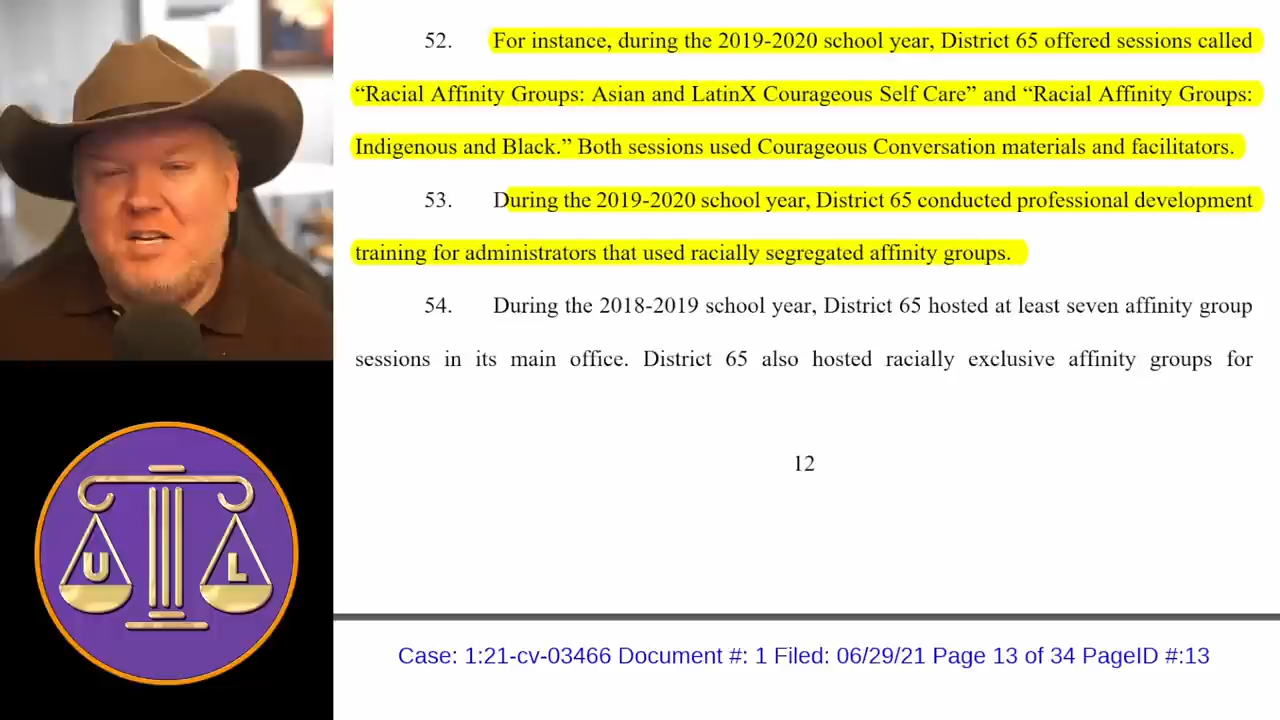 52. For instance, during the 2019-2020 school year, District 65 offered sessions called
“Racial Affinity Groups: Asian and LatinX Courageous Self Care” and “Racial Affinity Groups:
Indigenous and Black.” Both sessions used Courageous Conversation materials and facilitators.
53. During the 2019-2020 school year, District 65 conducted professional development
training for administrators that used racially segregated affinity groups.
54. During the 2018-2019 school year, District 65 hosted at least seven affinity group
sessions in its main office. District 65 also hosted racially exclusive affinity groups for
12
U L
Case: 1:21-cv-03466 Document #: 1 Filed: 06/29/21 Page 13 of 34 PageID #:13